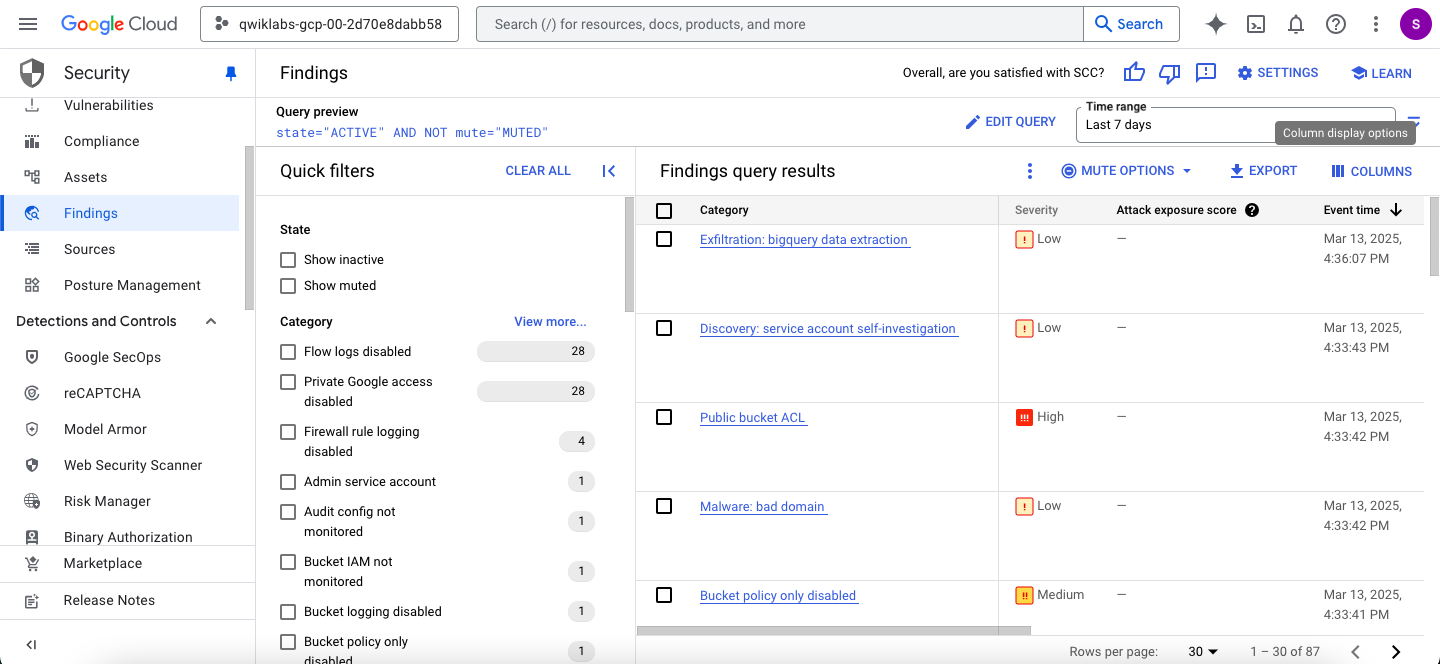 Google Cloud
qwiklabs-gcp-00-2d70e8dabb58
Search (/) for resources, docs, products, and more
Search
S
Security
Findings
Overall, are you satisfied with SCC?
SETTINGS
LEARN
Vulnerabilities
Compliance
Assets
Findings
Sources
Posture Management
Detections and Controls
Google SecOps
reCAPTCHA
Model Armor
Web Security Scanner
Risk Manager
Binary Authorization
Marketplace
Release Notes
Query preview
state="ACTIVE" AND NOT mute="MUTED"
EDIT QUERY
Time range
Last 7 days
Column display options
Quick filters
CLEAR ALL
State
Show inactive
Show muted
Category
View more...
Flow logs disabled 28
Private Google access
disabled
28
Firewall rule logging
disabled
4
Admin service account 1
Audit config not
monitored
1
Bucket IAM not
monitored
1
Bucket logging disabled 1
Bucket policy only
disabled
1
Findings query results
MUTE OPTIONS
EXPORT
COLUMNS
Category Severity Attack exposure score ? Event time
Exfiltration: bigquery data extraction ! Low — Mar 13, 2025,
4:36:07 PM
Discovery: service account self-investigation ! Low — Mar 13, 2025,
4:33:43 PM
Public bucket ACL !!! High — Mar 13, 2025,
4:33:42 PM
Malware: bad domain ! Low — Mar 13, 2025,
4:33:42 PM
Bucket policy only disabled !! Medium — Mar 13, 2025,
4:33:41 PM
Rows per page: 30 1 – 30 of 87